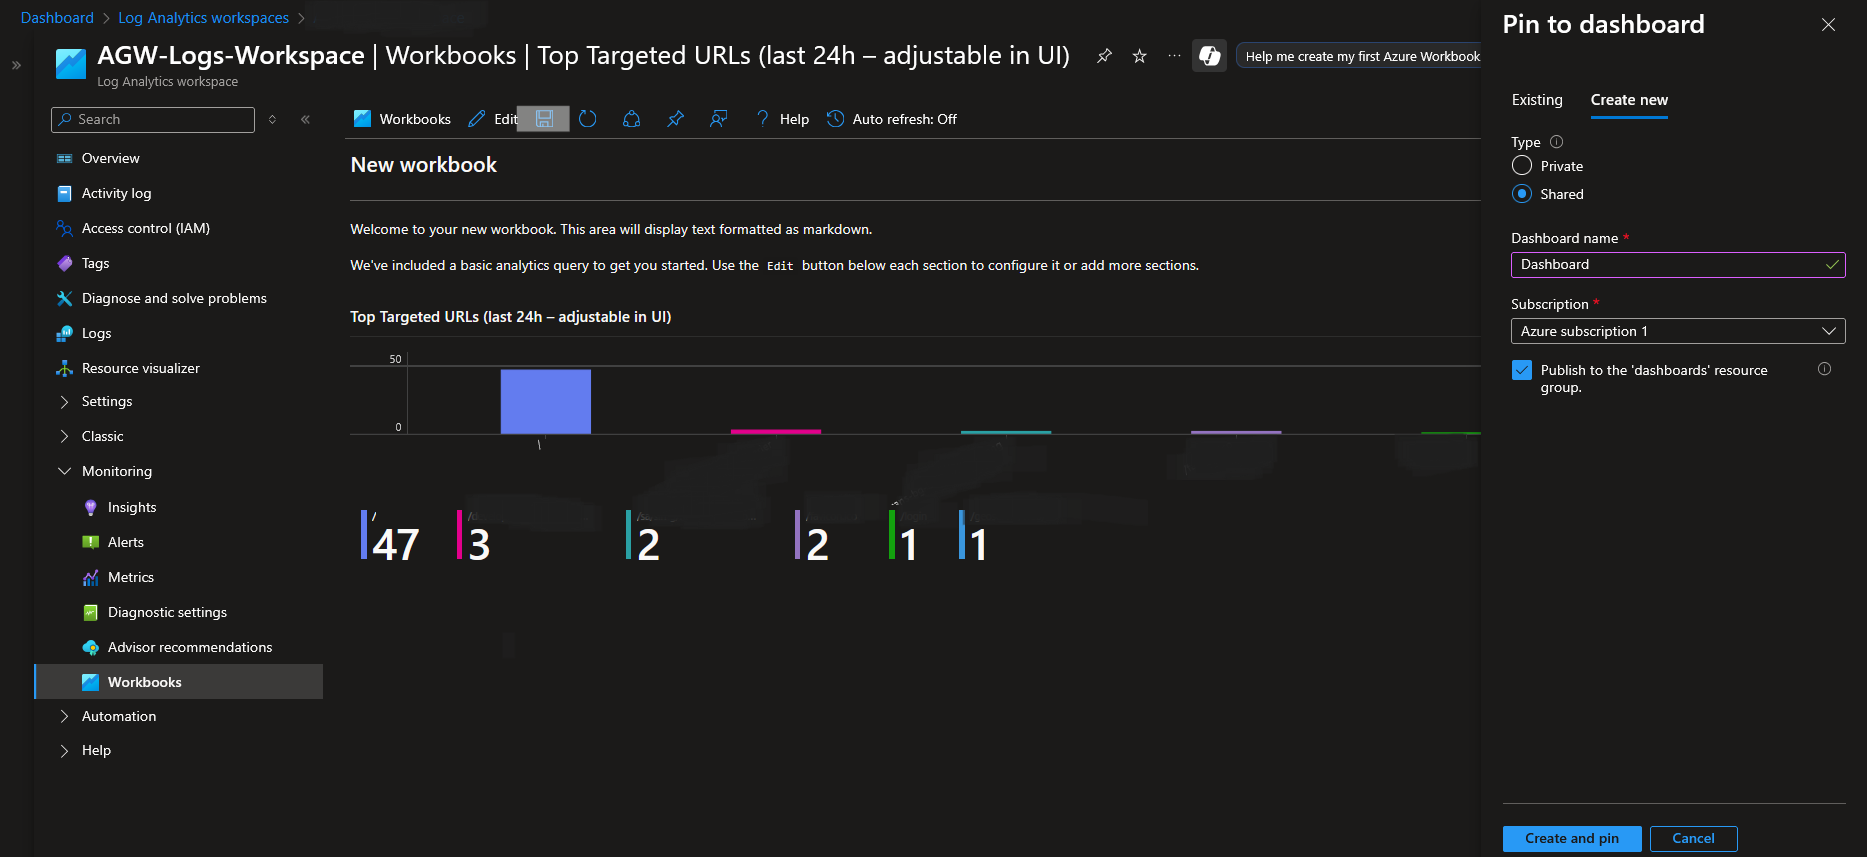 Dashboard
Log Analytics workspaces
AGW-Logs-Workspace | Workbooks | Top Targeted URLs (last 24h – adjustable in UI)
Log Analytics workspace
Help me create my first Azure Workbook
Search
Overview
Activity log
Access control (IAM)
Tags
Diagnose and solve problems
Logs
Resource visualizer
Settings
Classic
Monitoring
Insights
Alerts
Metrics
Diagnostic settings
Advisor recommendations
Workbooks
Automation
Help
Workbooks
Edit
Help
Auto refresh: Off
New workbook
Welcome to your new workbook. This area will display text formatted as markdown.
We've included a basic analytics query to get you started. Use the Edit button below each section to configure it or add more sections.
Top Targeted URLs (last 24h – adjustable in UI)
50
0
/
/
47
3
2
2
1
1
Pin to dashboard
Existing
Create new
Type
Private
Shared
Dashboard name *
Dashboard
Subscription *
Azure subscription 1
Publish to the 'dashboards' resource
group.
Create and pin
Cancel